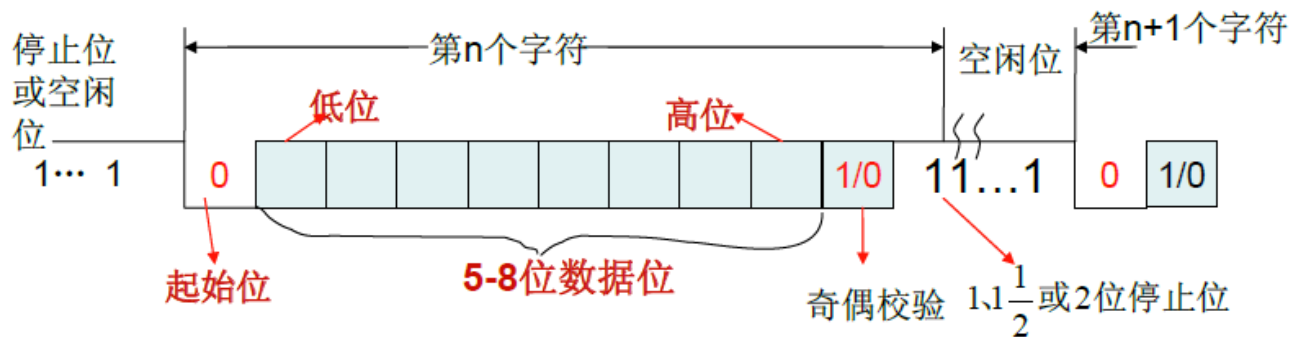 停止位
或空闲
位
第n个字符
空闲位
第n+1个字符
低位
高位
1… 1
0
1/0
11…1
0
1/0
起始位
5-8位数据位
奇偶校验
1、1 1/2 或2位停止位